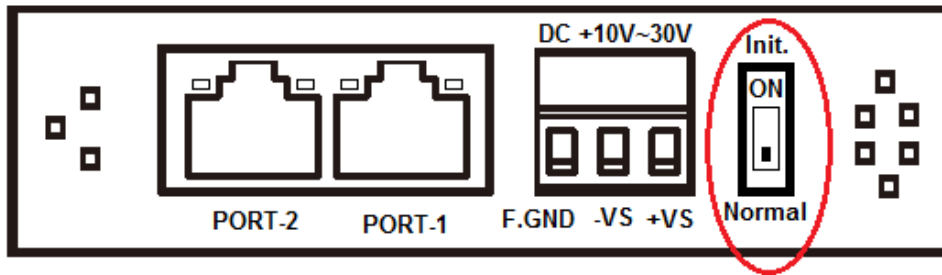 DC +10V~30V
Init.
ON
PORT-2
PORT-1
F.GND
-VS
+VS
Normal